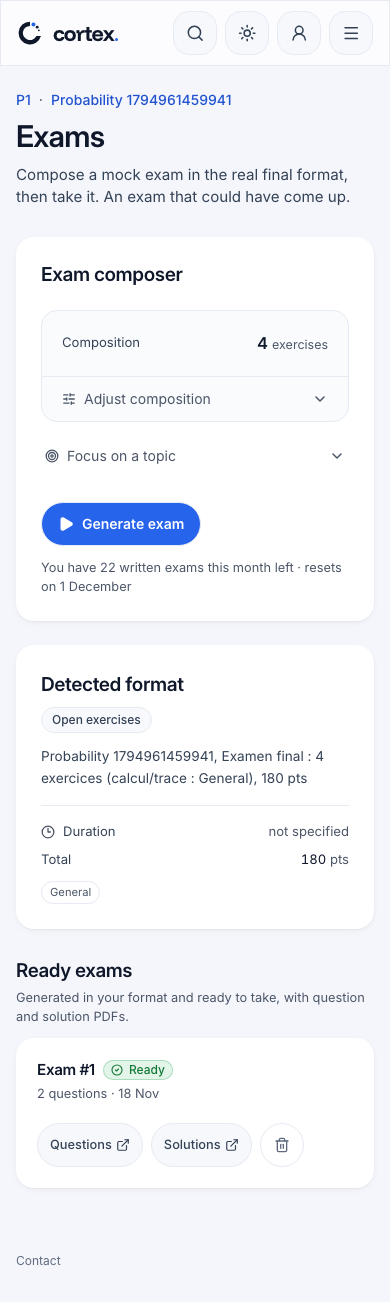 cortex.
P1 · Probability 1794961459941
Exams
Compose a mock exam in the real final format,
then take it. An exam that could have come up.
Exam composer
Composition 4 exercises
Adjust composition
Focus on a topic
Generate exam
You have 22 written exams this month left · resets
on 1 December
Detected format
Open exercises
Probability 1794961459941, Examen final : 4
exercices (calcul/trace : General), 180 pts
Duration not specified
Total 180 pts
General
Ready exams
Generated in your format and ready to take, with question
and solution PDFs.
Exam #1 Ready
2 questions · 18 Nov
Questions Solutions
Contact